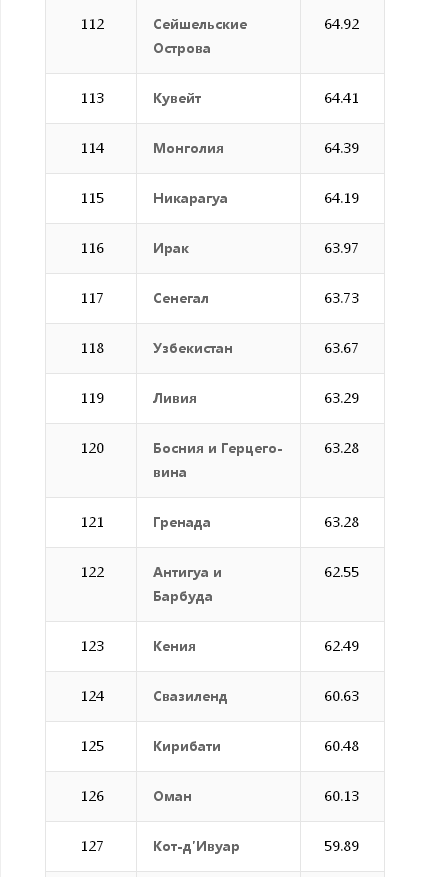 112 Сейшельские 64.92
Острова
113 Кувейт 64.41
114 Монголия 64.39
115 Никарагуа 64.19
116 Ирак 63.97
117 Сенегал 63.73
118 Узбекистан 63.67
119 Ливия 63.29
120 Босния и Герцего- 63.28
вина
121 Гренада 63.28
122 Антигуа и 62.55
Барбуда
123 Кения 62.49
124 Свазиленд 60.63
125 Кирибати 60.48
126 Оман 60.13
127 Кот-д'Ивуар 59.89